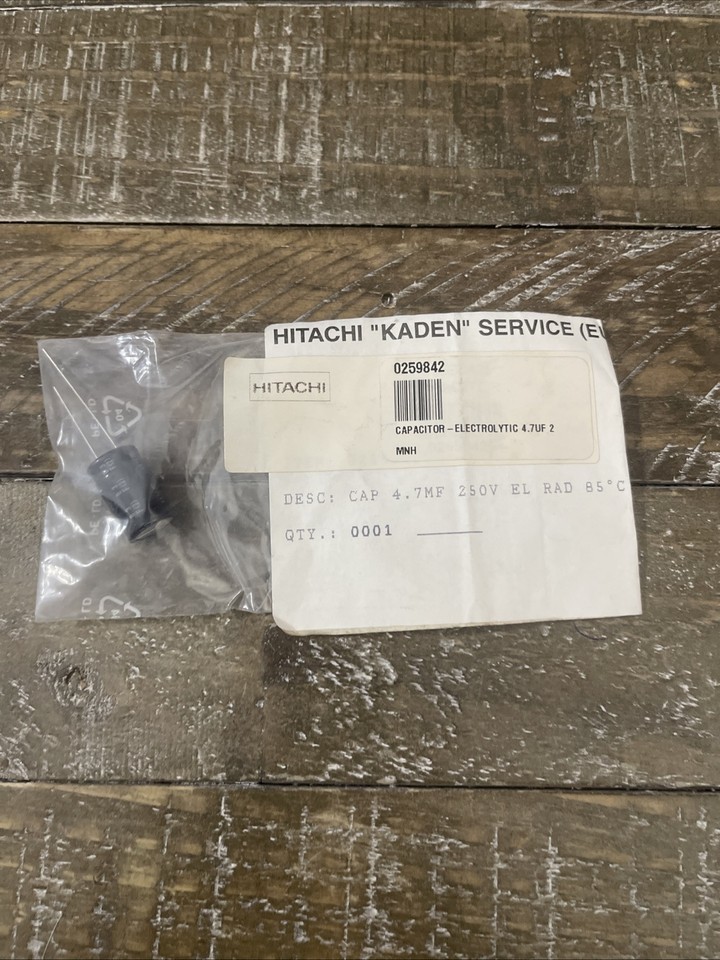 HITACHI "KADEN" SERVICE (E
HITACHI
0259842
CAPACITOR-ELECTROLYTIC 4.7UF 2
MNH
DESC: CAP 4.7MF 250V EL RAD 85°C
QTY.: 0001
04